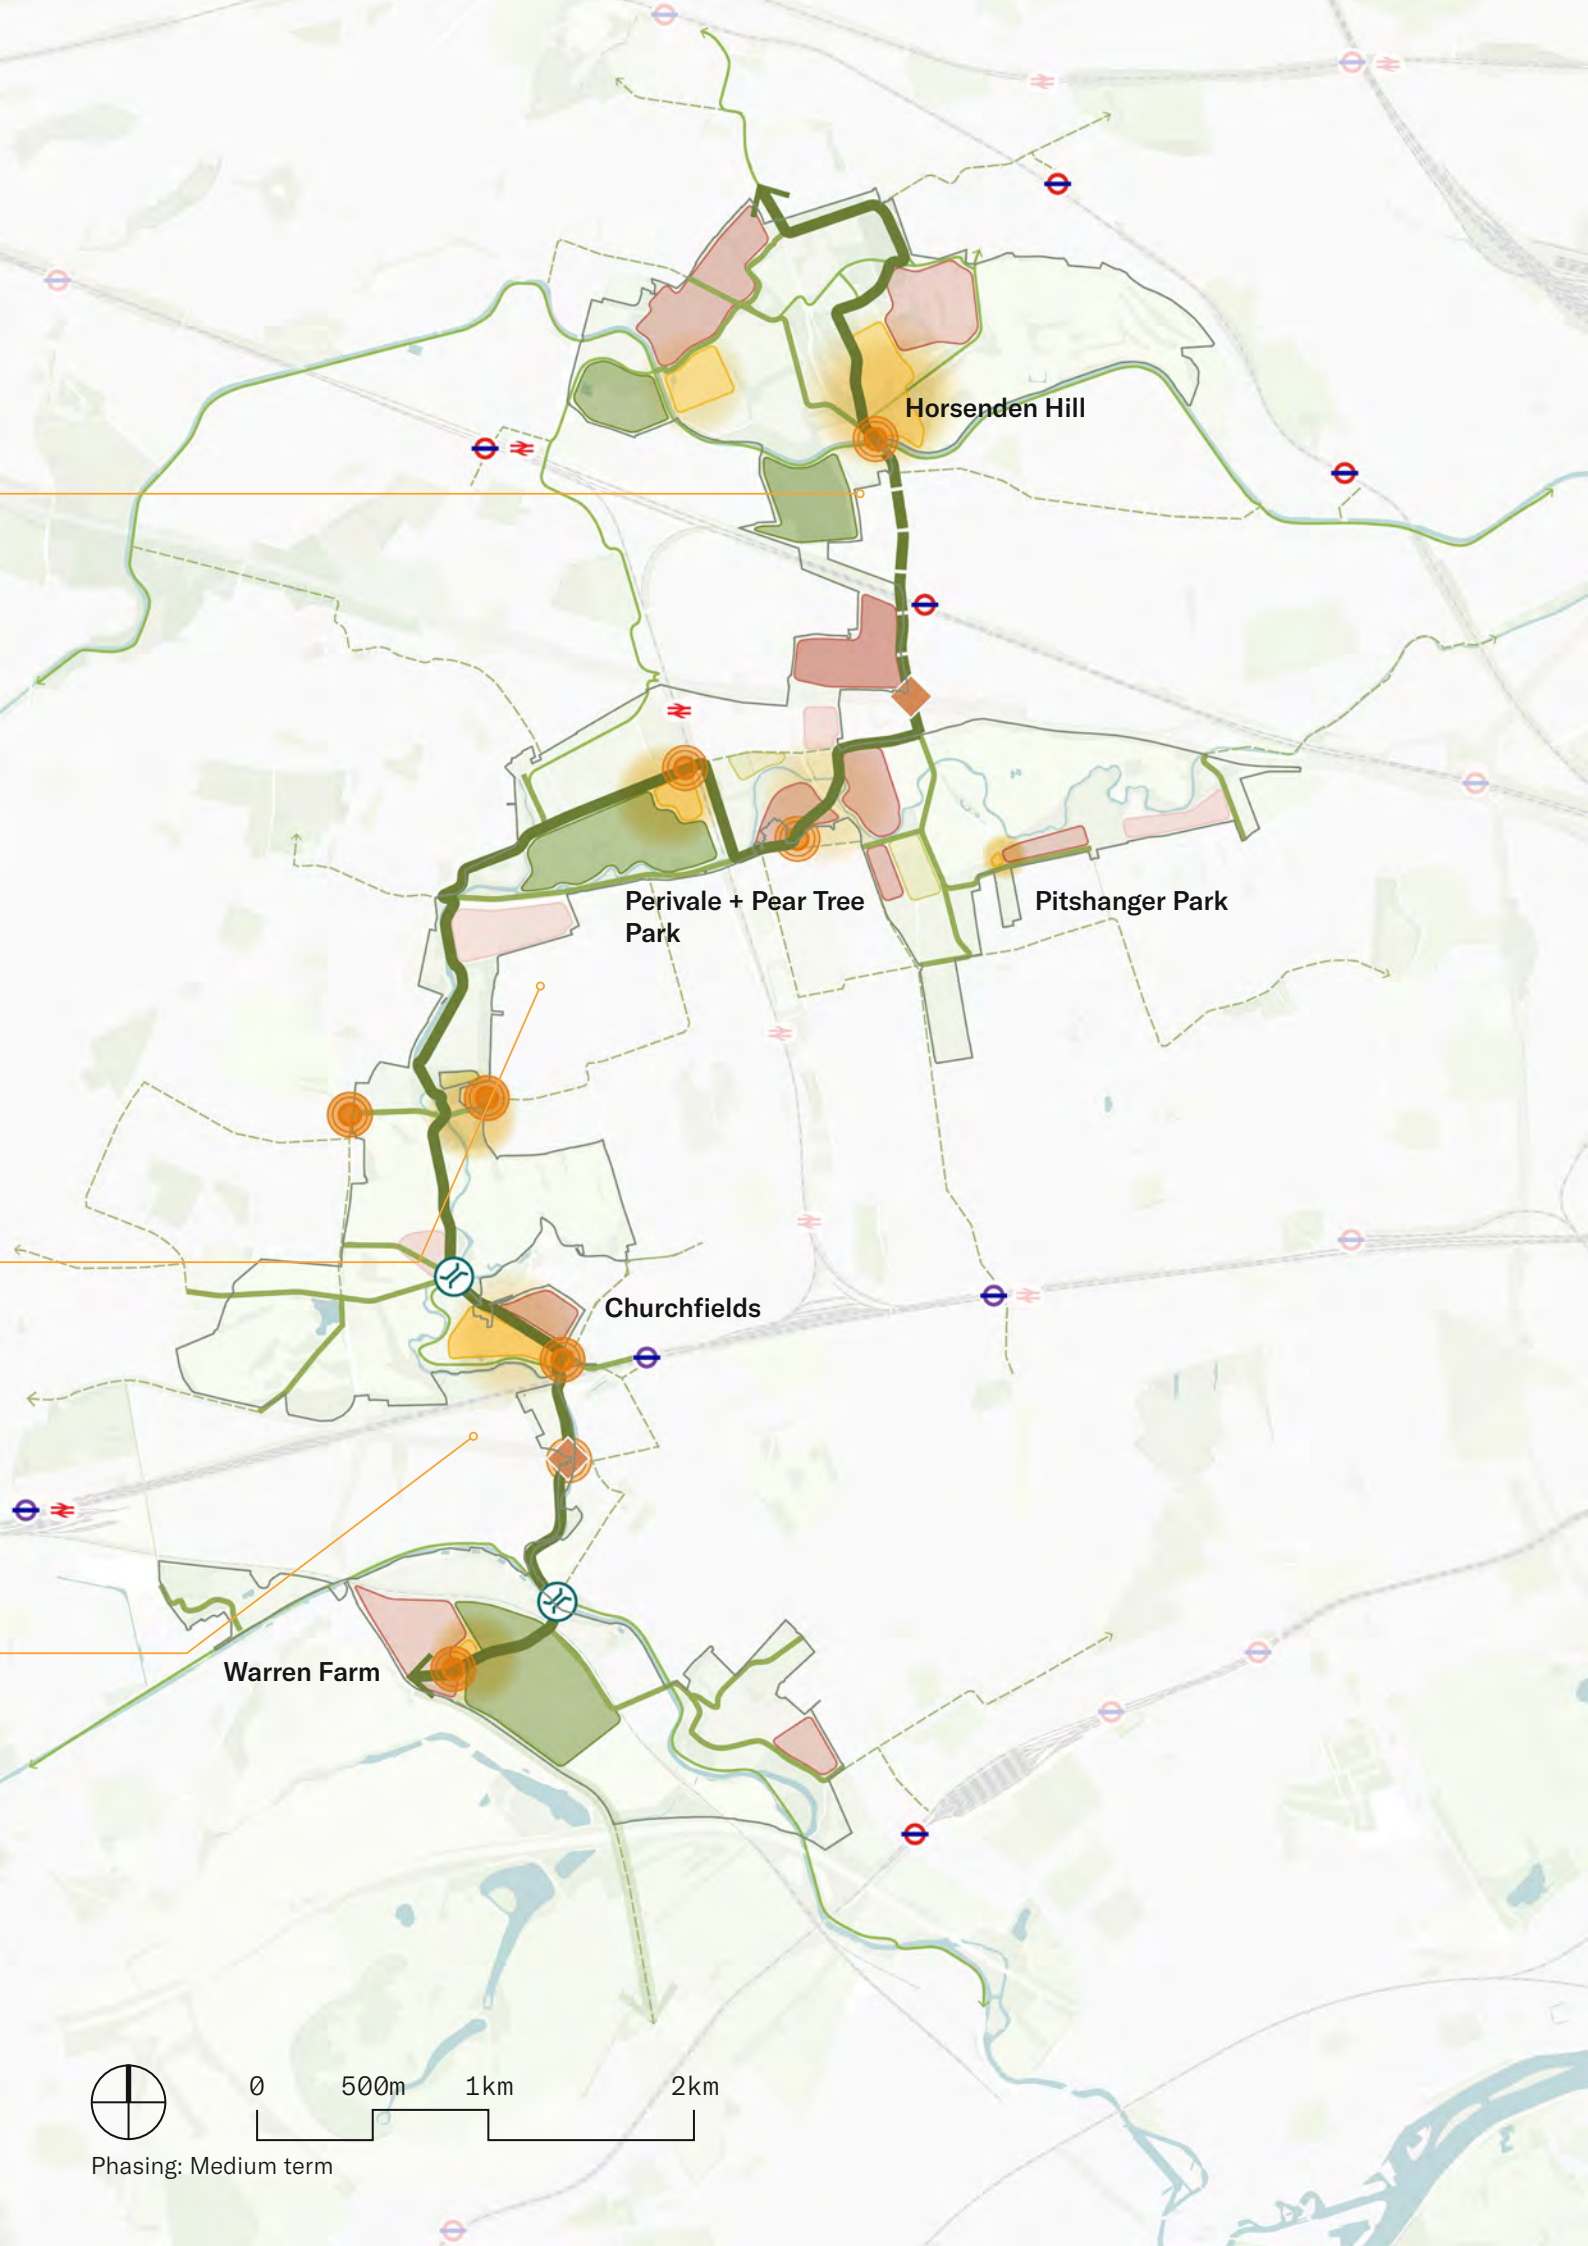 Horsenden Hill
Perivale + Pear Tree
Park
Pitshanger Park
Churchfields
Warren Farm
0 500m 1km 2km
Phasing: Medium term